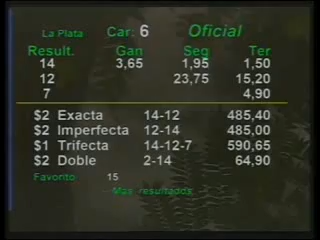 La Plata Car: 6 Oficial
Result. Gan Seg Ter
14 3,65 1,95 1,50
12 23,75 15,20
7 4,90
$2 Exacta 14-12 485,40
$2 Imperfecta 12-14 485,00
$1 Trifecta 14-12-7 590,65
$2 Doble 2-14 64,90
Favorito 15
Mas resultados